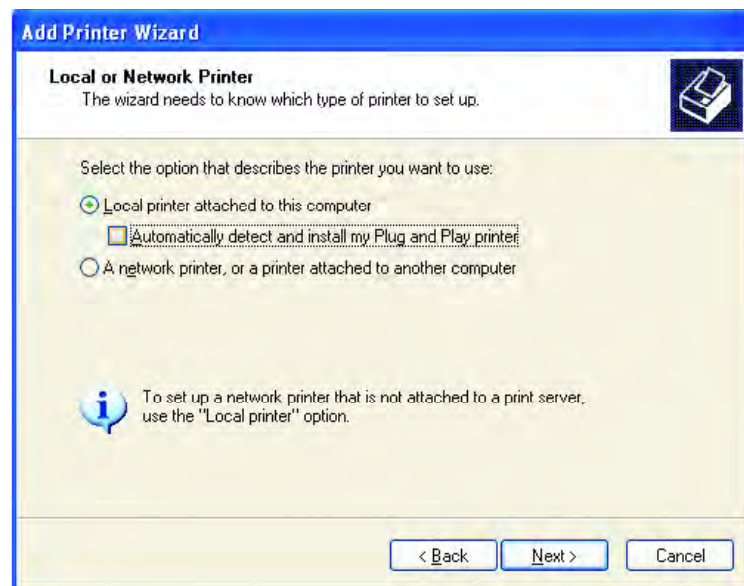 Add Printer Wizard
Local or Network Printer
The wizard needs to know which type of printer to set up.
Select the option that describes the printer you want to use:
Local printer attached to this computer
Automatically detect and install my Plug and Play printer
A network printer, or a printer attached to another computer
To set up a network printer that is not attached to a print server,
use the "Local printer" option.
< Back
Next >
Cancel